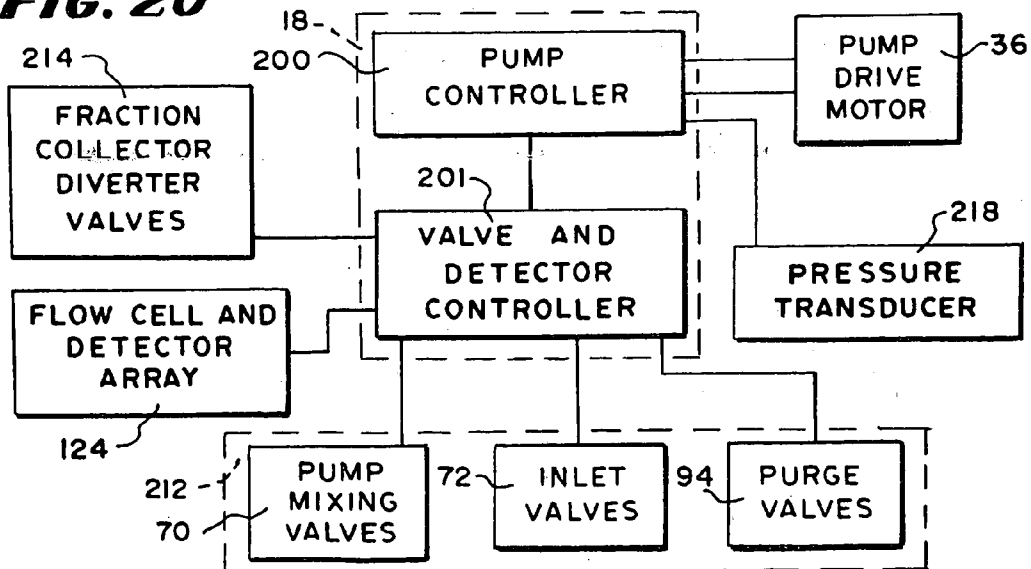 FIG. 20
18
200
PUMP
CONTROLLER
PUMP
DRIVE
MOTOR
36
214
FRACTION
COLLECTOR
DIVERTER
VALVES
201
VALVE AND
DETECTOR
CONTROLLER
218
PRESSURE
TRANSDUCER
FLOW CELL AND
DETECTOR
ARRAY
124
212
PUMP
MIXING
VALVES
70
72
INLET
VALVES
94
PURGE
VALVES